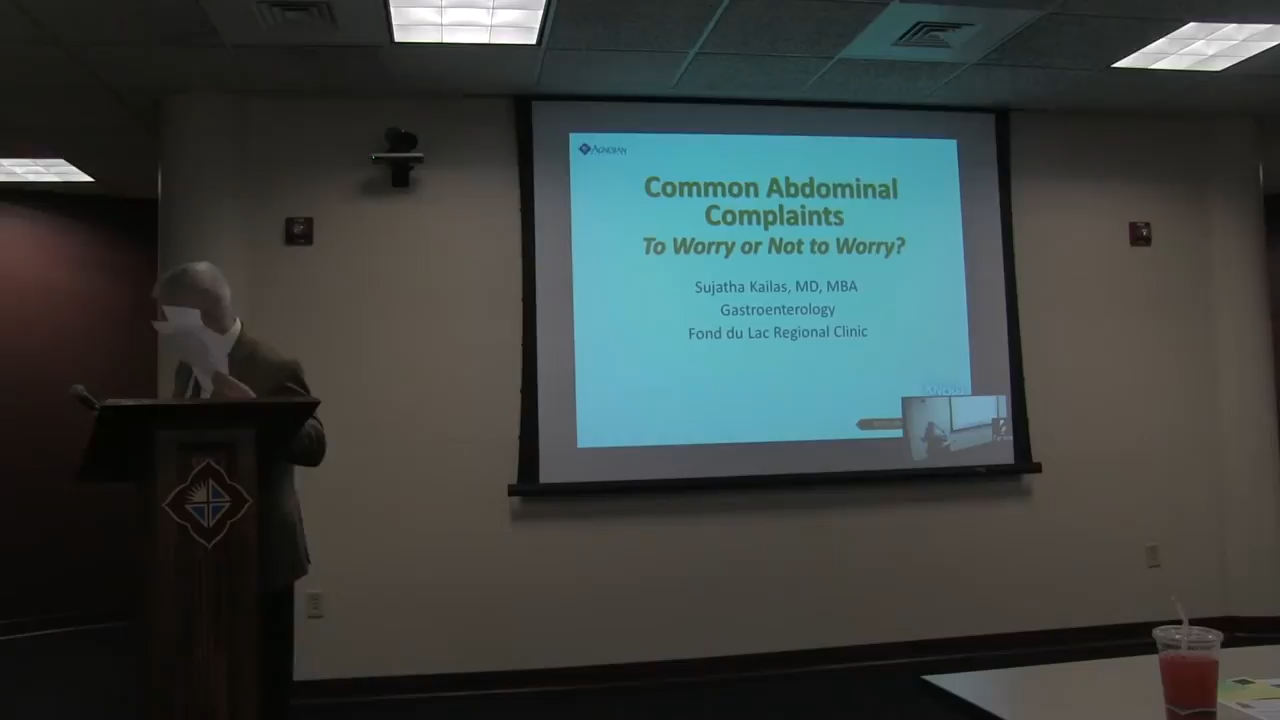 AGNESIAN
Common Abdominal
Complaints
To Worry or Not to Worry?
Sujatha Kailas, MD, MBA
Gastroenterology
Fond du Lac Regional Clinic